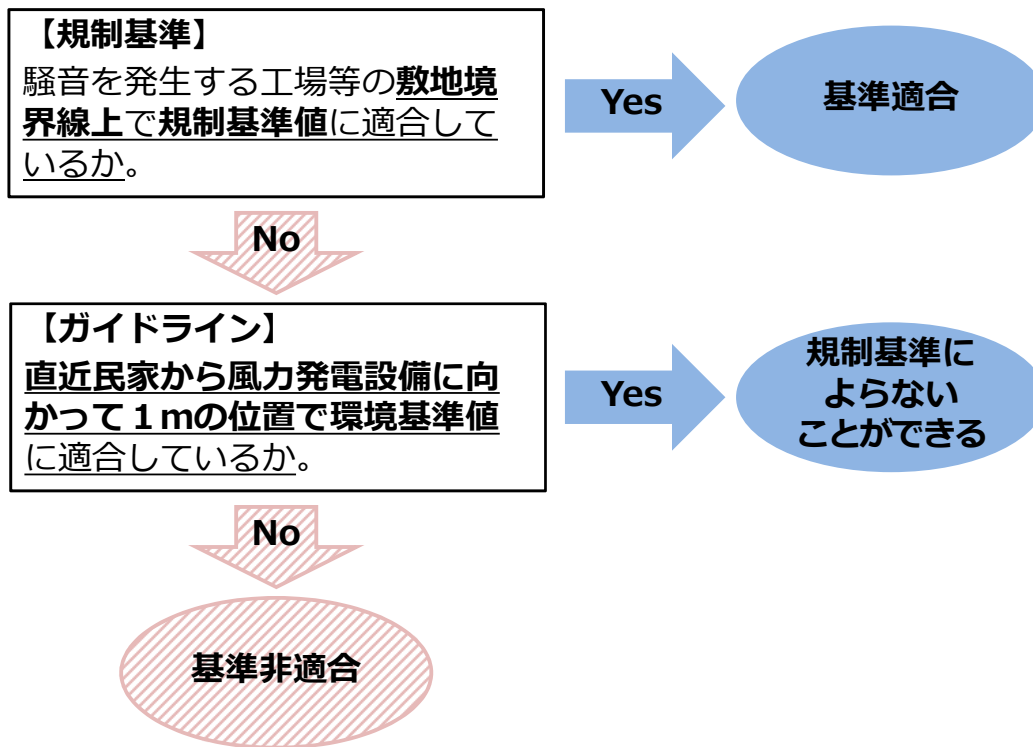 【規制基準】
騒音を発生する工場等の敷地境
界線上で規制基準値に適合して
いるか。
Yes
基準適合
No
【ガイドライン】
直近民家から風力発電設備に向
かって１ｍの位置で環境基準値
に適合しているか。
Yes
規制基準に
よらない
ことができる
No
基準非適合